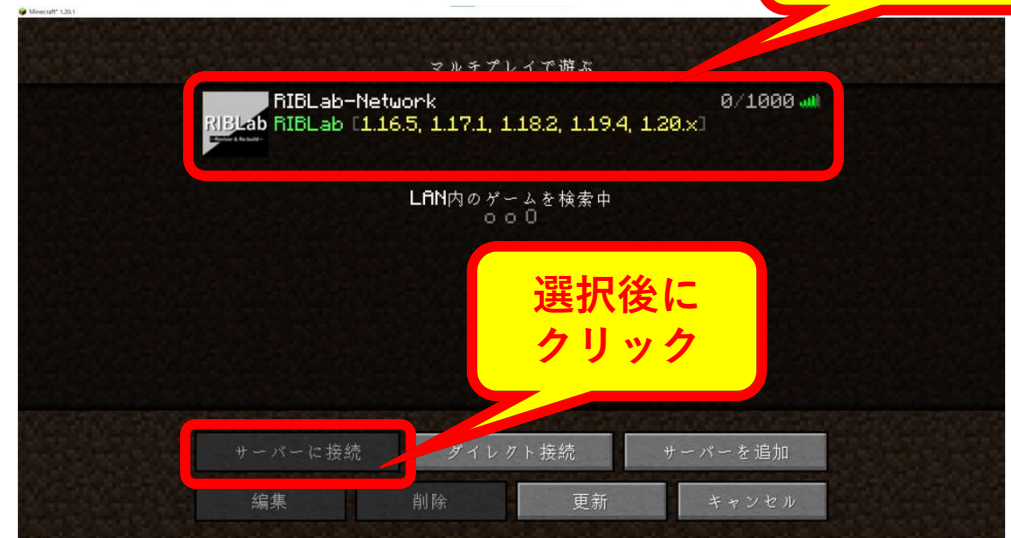 Minecraft* 1.20.1
マルチプレイで遊ぶ
RIBLab-Network 0/1000
RIBLab RIBLab [1.16.5, 1.17.1, 1.18.2, 1.19.4, 1.20.x]
LAN内のゲームを検索中
選択後に
クリック
サーバーに接続 ダイレクト接続 サーバーを追加
編集 削除 更新 キャンセル